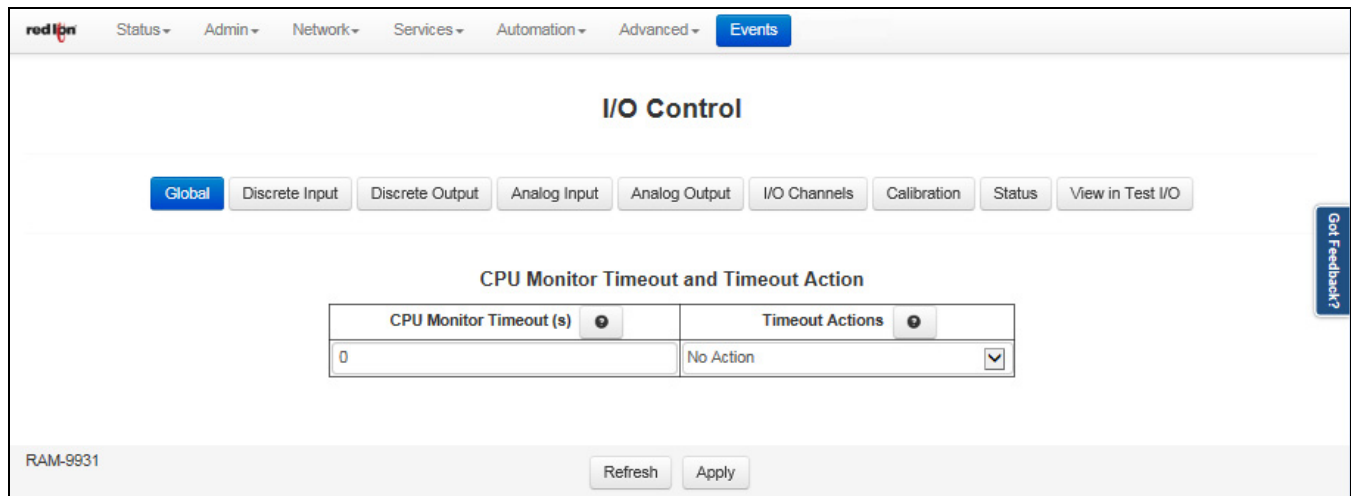 red lion Status Admin Network Services Automation Advanced Events
I/O Control
Global Discrete Input Discrete Output Analog Input Analog Output I/O Channels Calibration Status View in Test I/O
Got Feedback?
CPU Monitor Timeout and Timeout Action
CPU Monitor Timeout (s) ? Timeout Actions ?
0 No Action
RAM-9931 Refresh Apply